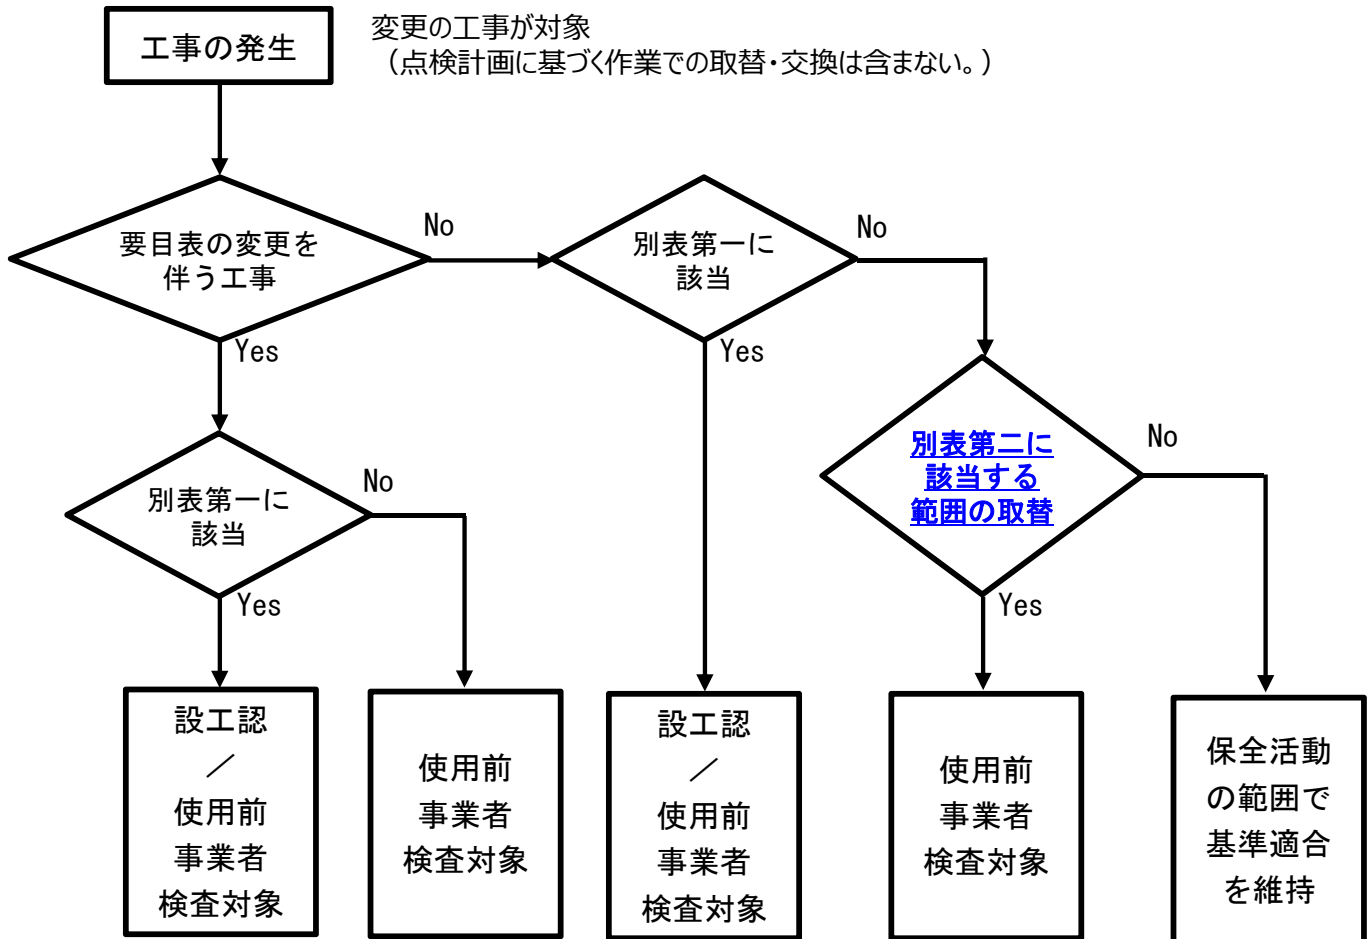 工事の発生
変更の工事が対象
（点検計画に基づく作業での取替・交換は含まない。）
要目表の変更を
伴う工事
No
Yes
別表第一に
該当
No
Yes
別表第二に
該当する
範囲の取替
No
Yes
別表第一に
該当
No
Yes
設工認
／
使用前
事業者
検査対象
使用前
事業者
検査対象
設工認
／
使用前
事業者
検査対象
使用前
事業者
検査対象
保全活動
の範囲で
基準適合
を維持